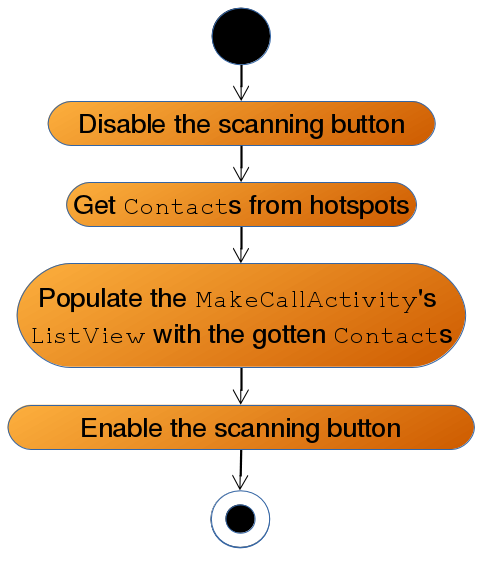 Disable the scanning button
Get Contacts from hotspots
Populate the MakeCallActivity's
ListView with the gotten Contacts
Enable the scanning button